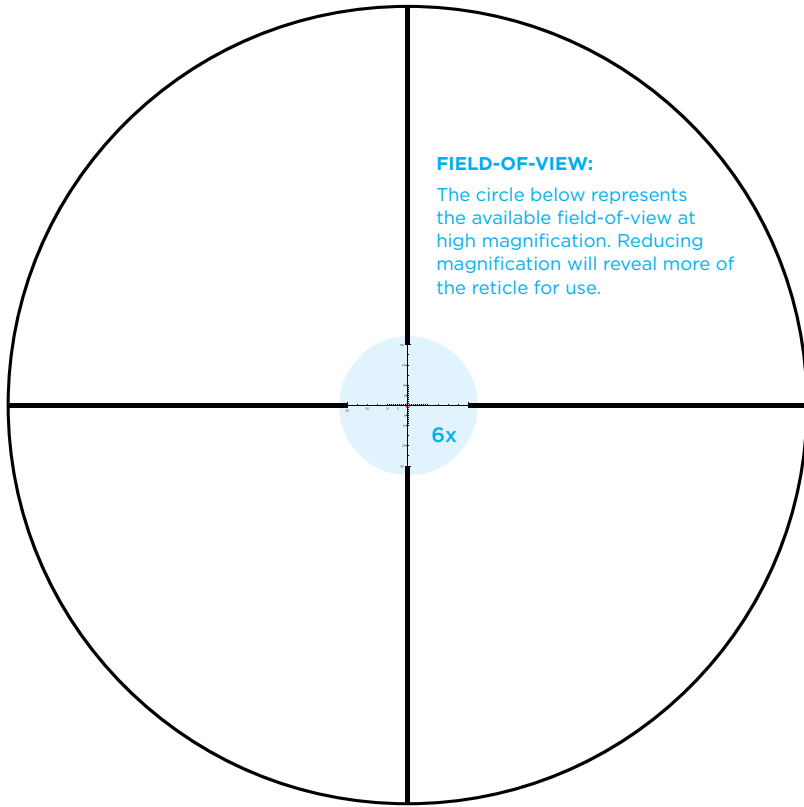 FIELD-OF-VIEW:
The circle below represents
the available field-of-view at
high magnification. Reducing
magnification will reveal more of
the reticle for use.
6x